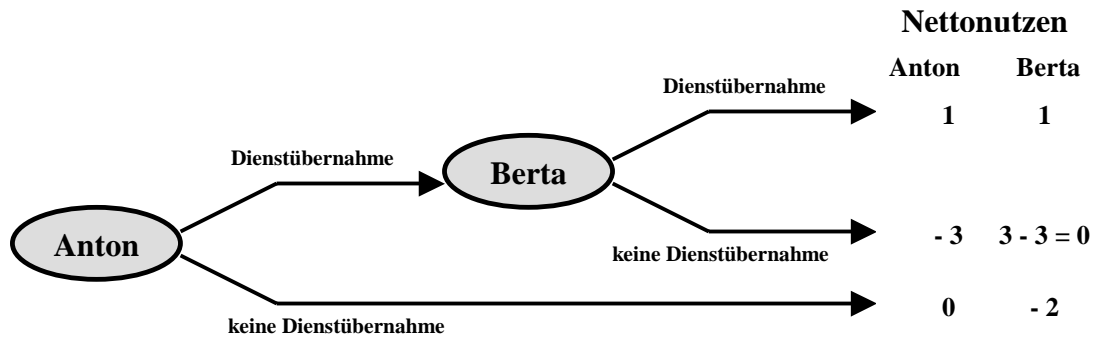 Nettonutzen
Anton Berta
Dienstübernahme
1 1
Dienstübernahme
Berta
Anton
- 3 3 - 3 = 0
keine Dienstübernahme
0 - 2
keine Dienstübernahme